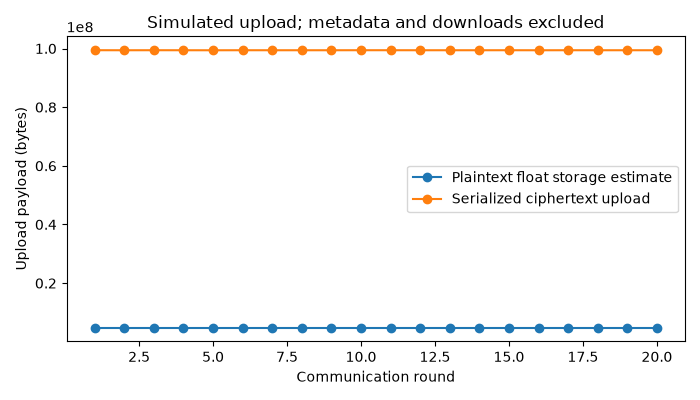 Simulated upload; metadata and downloads excluded
1e8
1.0
0.8
0.6
0.4
0.2
Upload payload (bytes)
Plaintext float storage estimate
Serialized ciphertext upload
2.5 5.0 7.5 10.0 12.5 15.0 17.5 20.0
Communication round